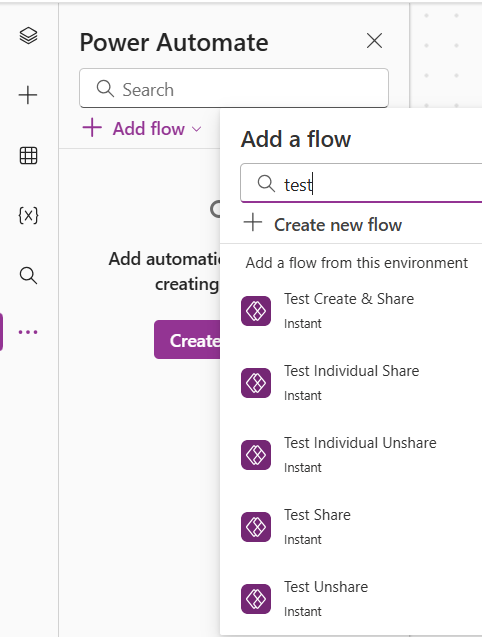 Power Automate
Search
Add flow
Add a flow
test
Create new flow
Add automatic
creating
Create
Add a flow from this environment
Test Create & Share
Instant
Test Individual Share
Instant
Test Individual Unshare
Instant
Test Share
Instant
Test Unshare
Instant
{x}